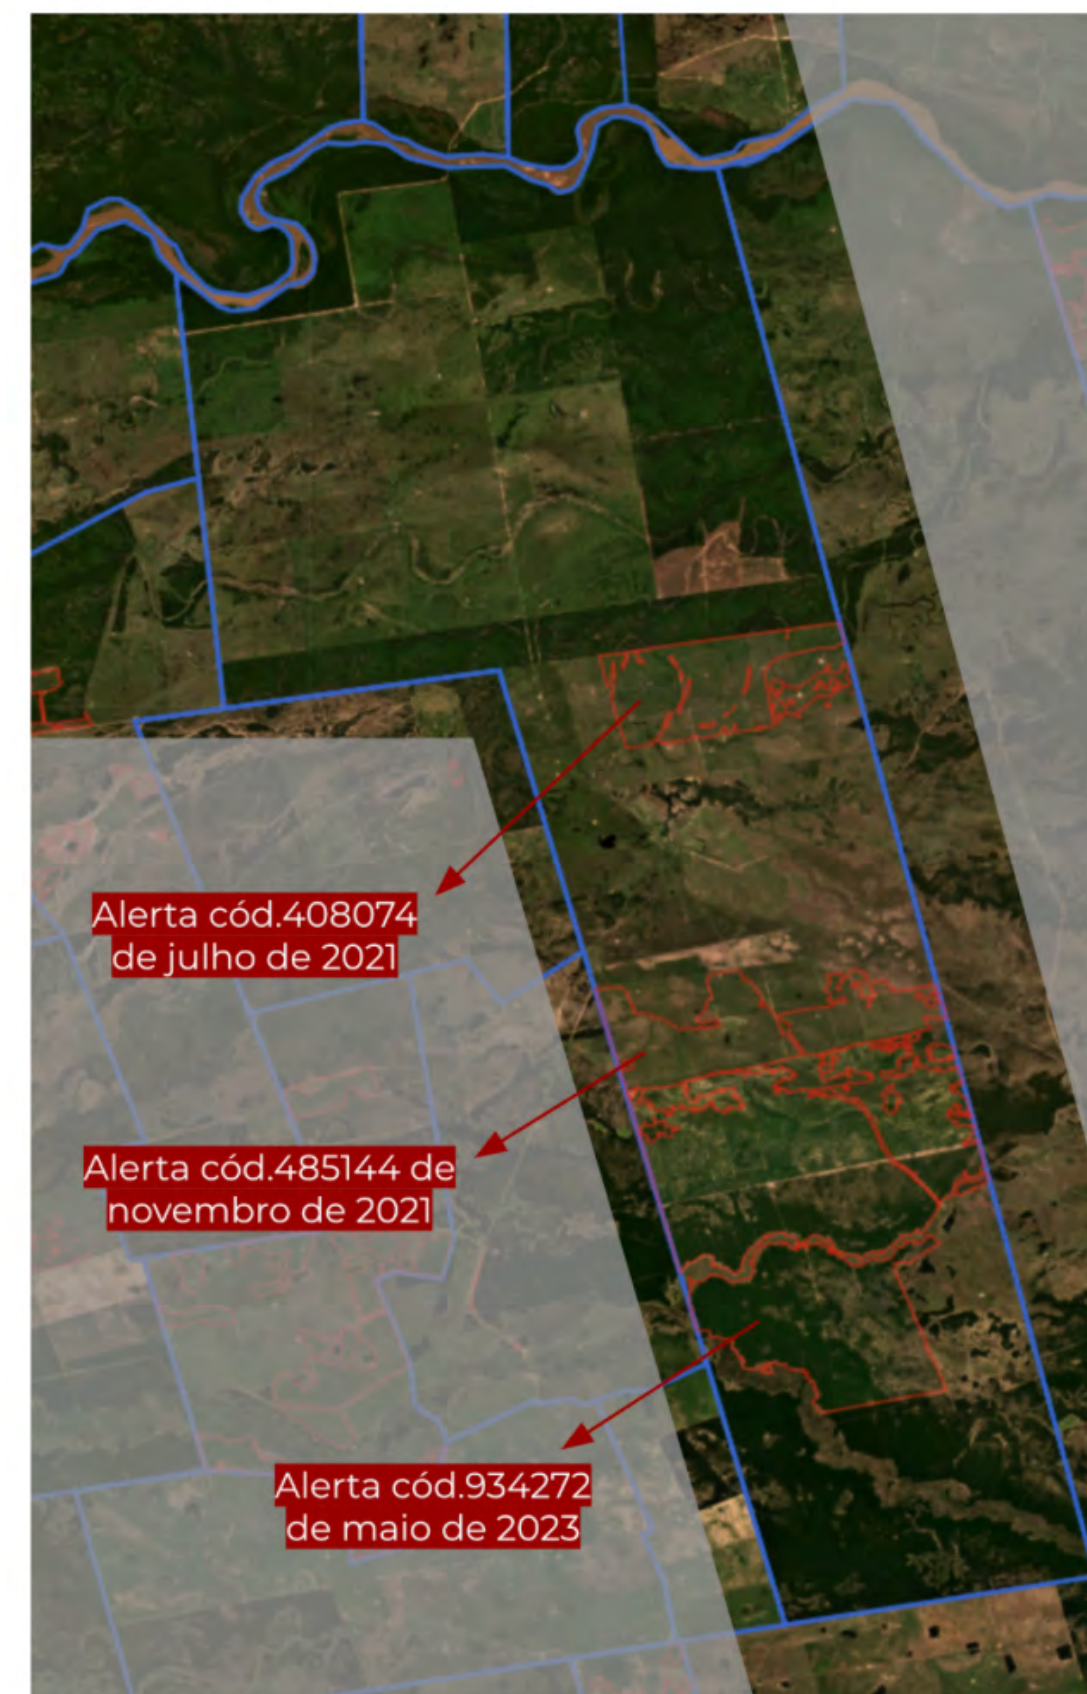 Alerta cód.408074
de julho de 2021
Alerta cód.485144 de
novembro de 2021
Alerta cód.934272
de maio de 2023